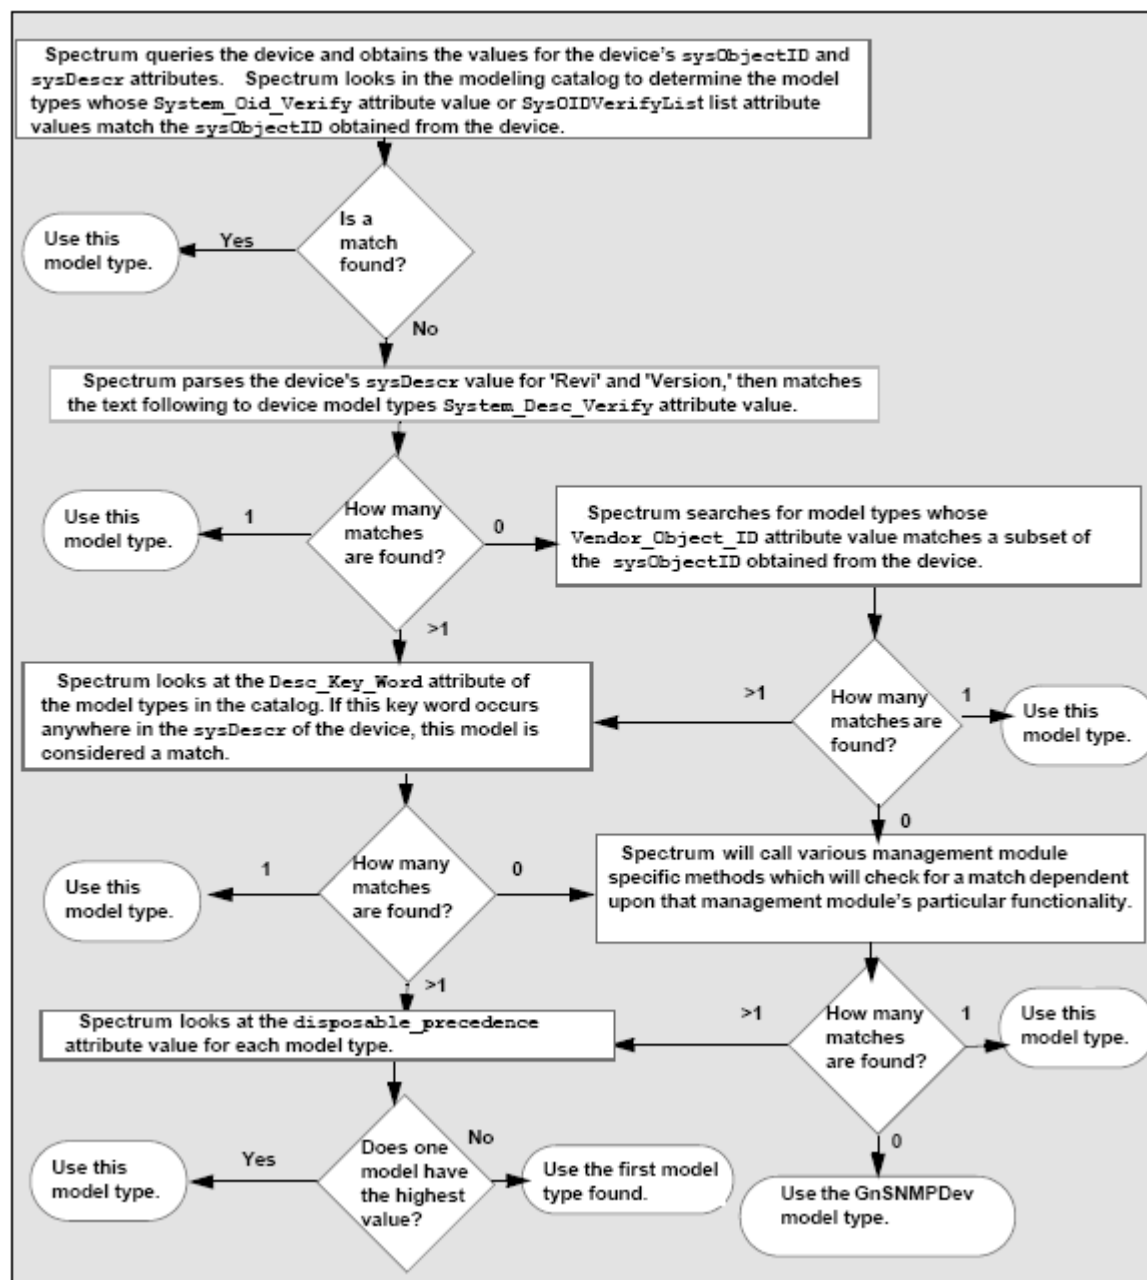 Spectrum queries the device and obtains the values for the device's sysObjectID and
sysDescr attributes. Spectrum looks in the modeling catalog to determine the model
types whose System_Oid_Verify attribute value or SysOIDVerifyList list attribute
values match the sysObjectID obtained from the device.
Is a
match
found?
Yes
Use this
model type.
No
Spectrum parses the device's sysDescr value for 'Revi' and 'Version,' then matches
the text following to device model types System_Desc_Verify attribute value.
How many
matches
are found?
1
Use this
model type.
0
Spectrum searches for model types whose
Vendor_Object_ID attribute value matches a subset of
the sysObjectID obtained from the device.
>1
Spectrum looks at the Desc_Key_Word attribute of
the model types in the catalog. If this key word occurs
anywhere in the sysDescr of the device, this model is
considered a match.
>1
How many
matches are
found?
1
Use this
model type.
0
How many
matches
are found?
1
Use this
model type.
0
Spectrum will call various management module
specific methods which will check for a match dependent
upon that management module's particular functionality.
>1
Spectrum looks at the disposable_precedence
attribute value for each model type.
>1
How many
matches
are found?
1
Use this
model type.
0
Use the GnSNMPDev
model type.
Does one
model have
the highest
value?
Yes
Use this
model type.
No
Use the first model
type found.